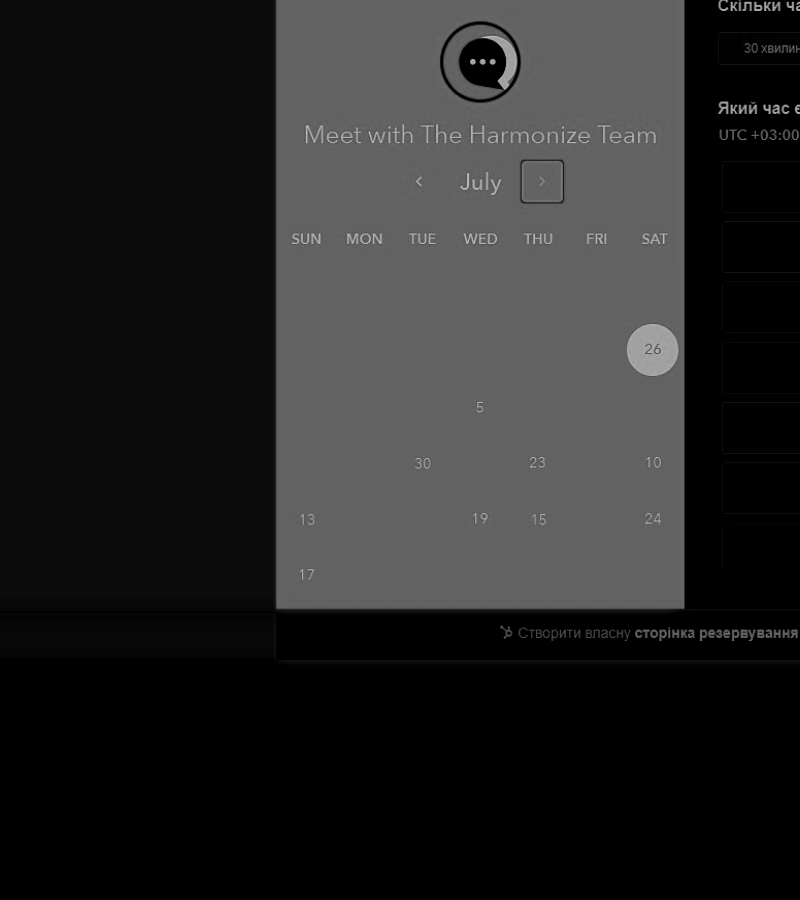 Скільки ча
30 хвилин
Який час є
UTC +03:00
Meet with The Harmonize Team
July
SUN MON TUE WED THU FRI SAT
26
5
30 23 10
13 19 15 24
17
Створити власну сторінка резервування